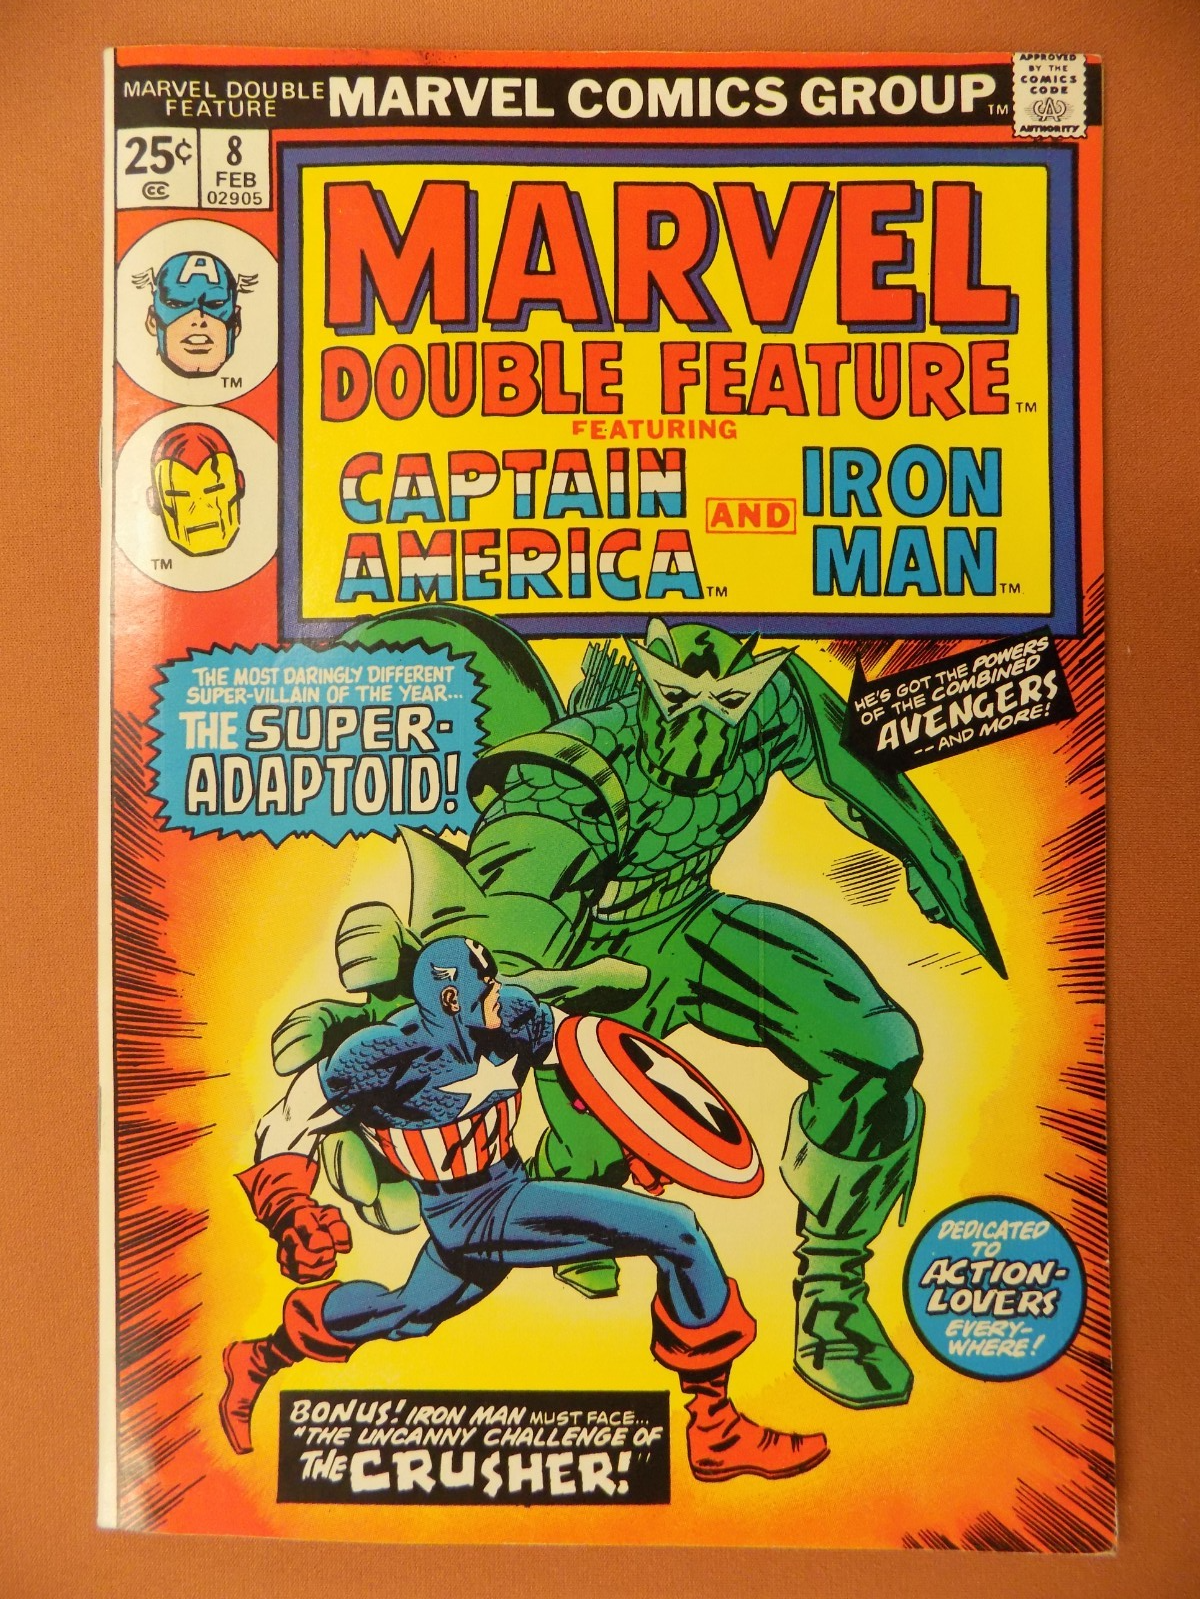 MARVEL DOUBLE
FEATURE
MARVEL COMICS GROUP TM
APPROVED
BY THE
COMICS
CODE
CA
AUTHORITY
25¢
CC
8
FEB
02905
A
TM
TM
MARVEL
DOUBLE FEATURE TM
FEATURING
CAPTAIN
AMERICA TM
AND
IRON
MAN TM
THE MOST DARINGLY DIFFERENT
SUPER-VILLAIN OF THE YEAR...
THE SUPER-
ADAPTOID!
HE'S GOT THE POWERS
OF THE COMBINED
AVENGERS
-- AND MORE!
DEDICATED
TO
ACTION-
LOVERS
EVERY-
WHERE!
BONUS! IRON MAN MUST FACE...
"THE UNCANNY CHALLENGE OF
THE CRUSHER!"